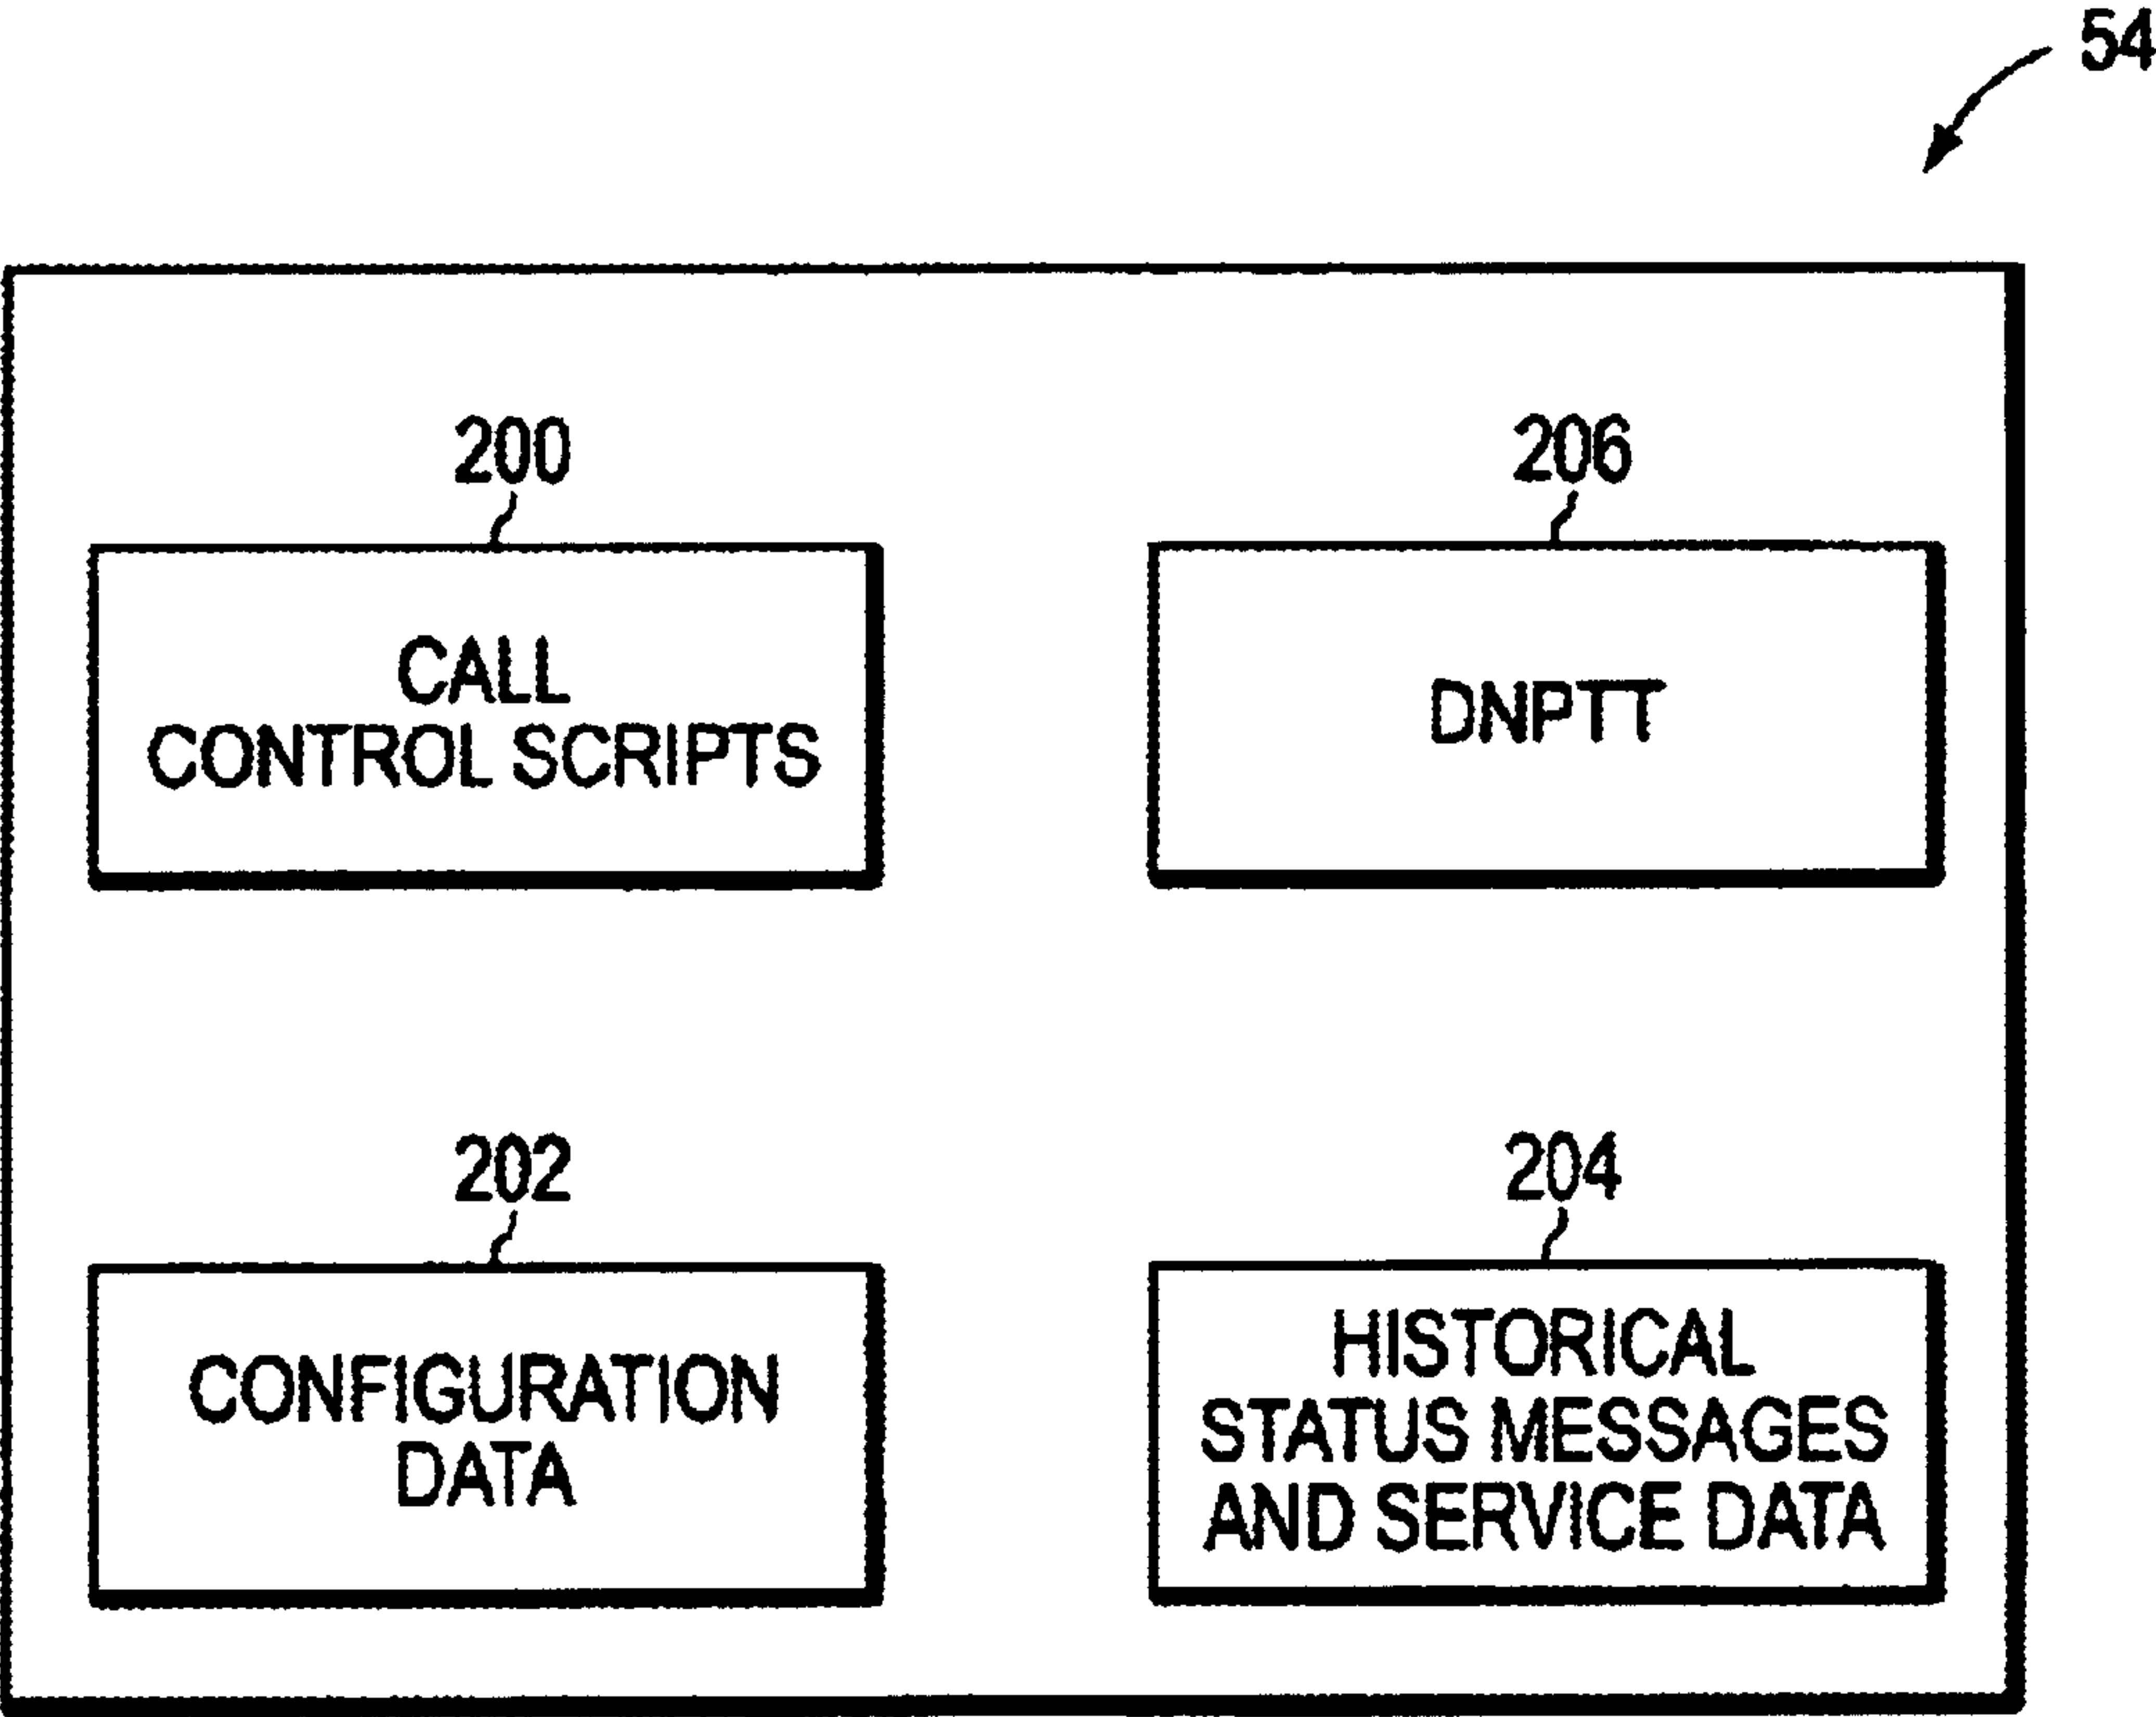 54
200
CALL
CONTROL SCRIPTS
206
DNPTT
202
CONFIGURATION
DATA
204
HISTORICAL
STATUS MESSAGES
AND SERVICE DATA